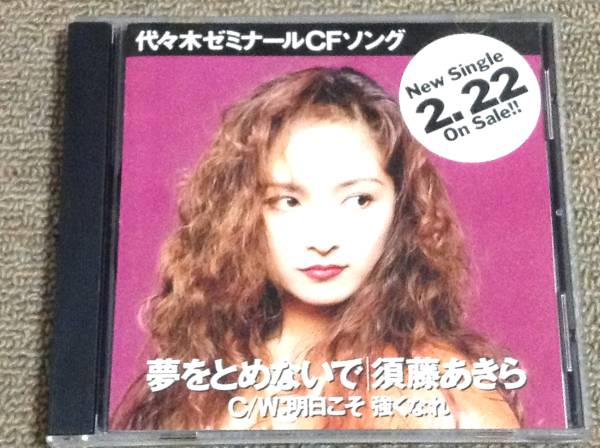 代々木ゼミナールCFソング
New Single
2.22
On Sale!!
夢をとめないで|須藤あきら
C/W:明日こそ 強くなれ